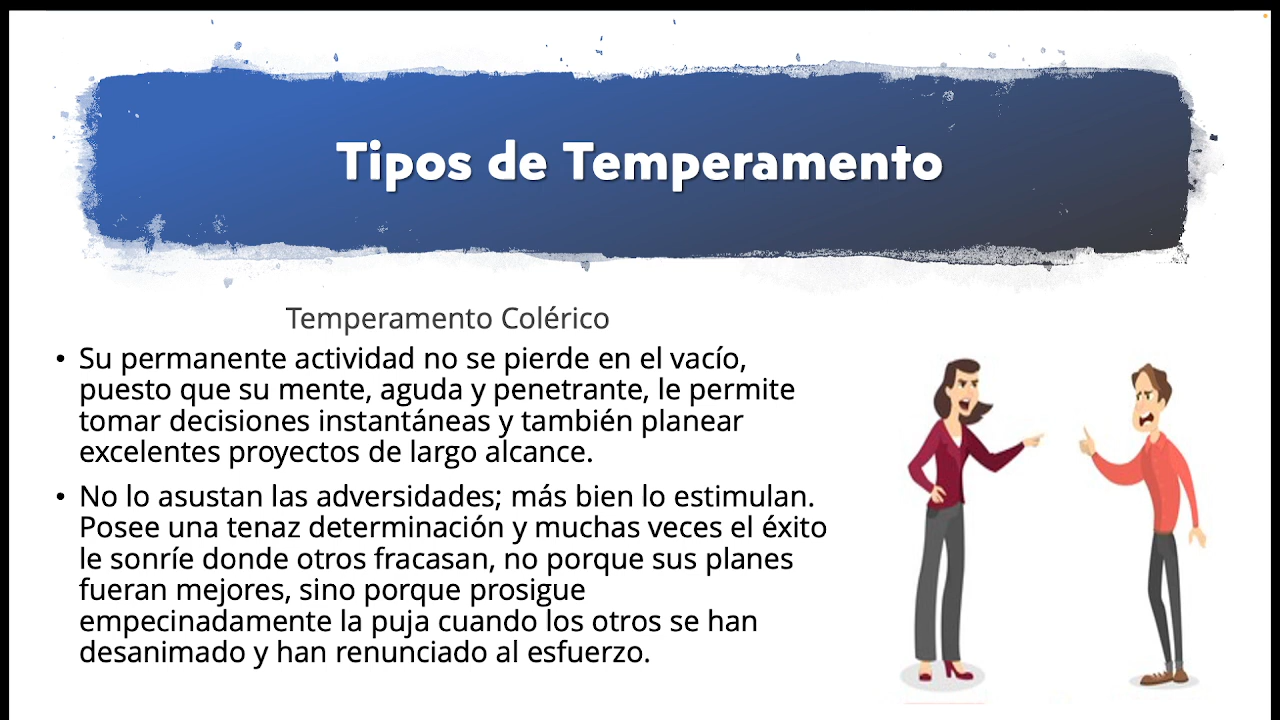 Tipos de Temperamento
Temperamento Colérico
• Su permanente actividad no se pierde en el vacío,
puesto que su mente, aguda y penetrante, le permite
tomar decisiones instantáneas y también planear
excelentes proyectos de largo alcance.
• No lo asustan las adversidades; más bien lo estimulan.
Posee una tenaz determinación y muchas veces el éxito
le sonríe donde otros fracasan, no porque sus planes
fueran mejores, sino porque prosigue
empecinadamente la puja cuando los otros se han
desanimado y han renunciado al esfuerzo.